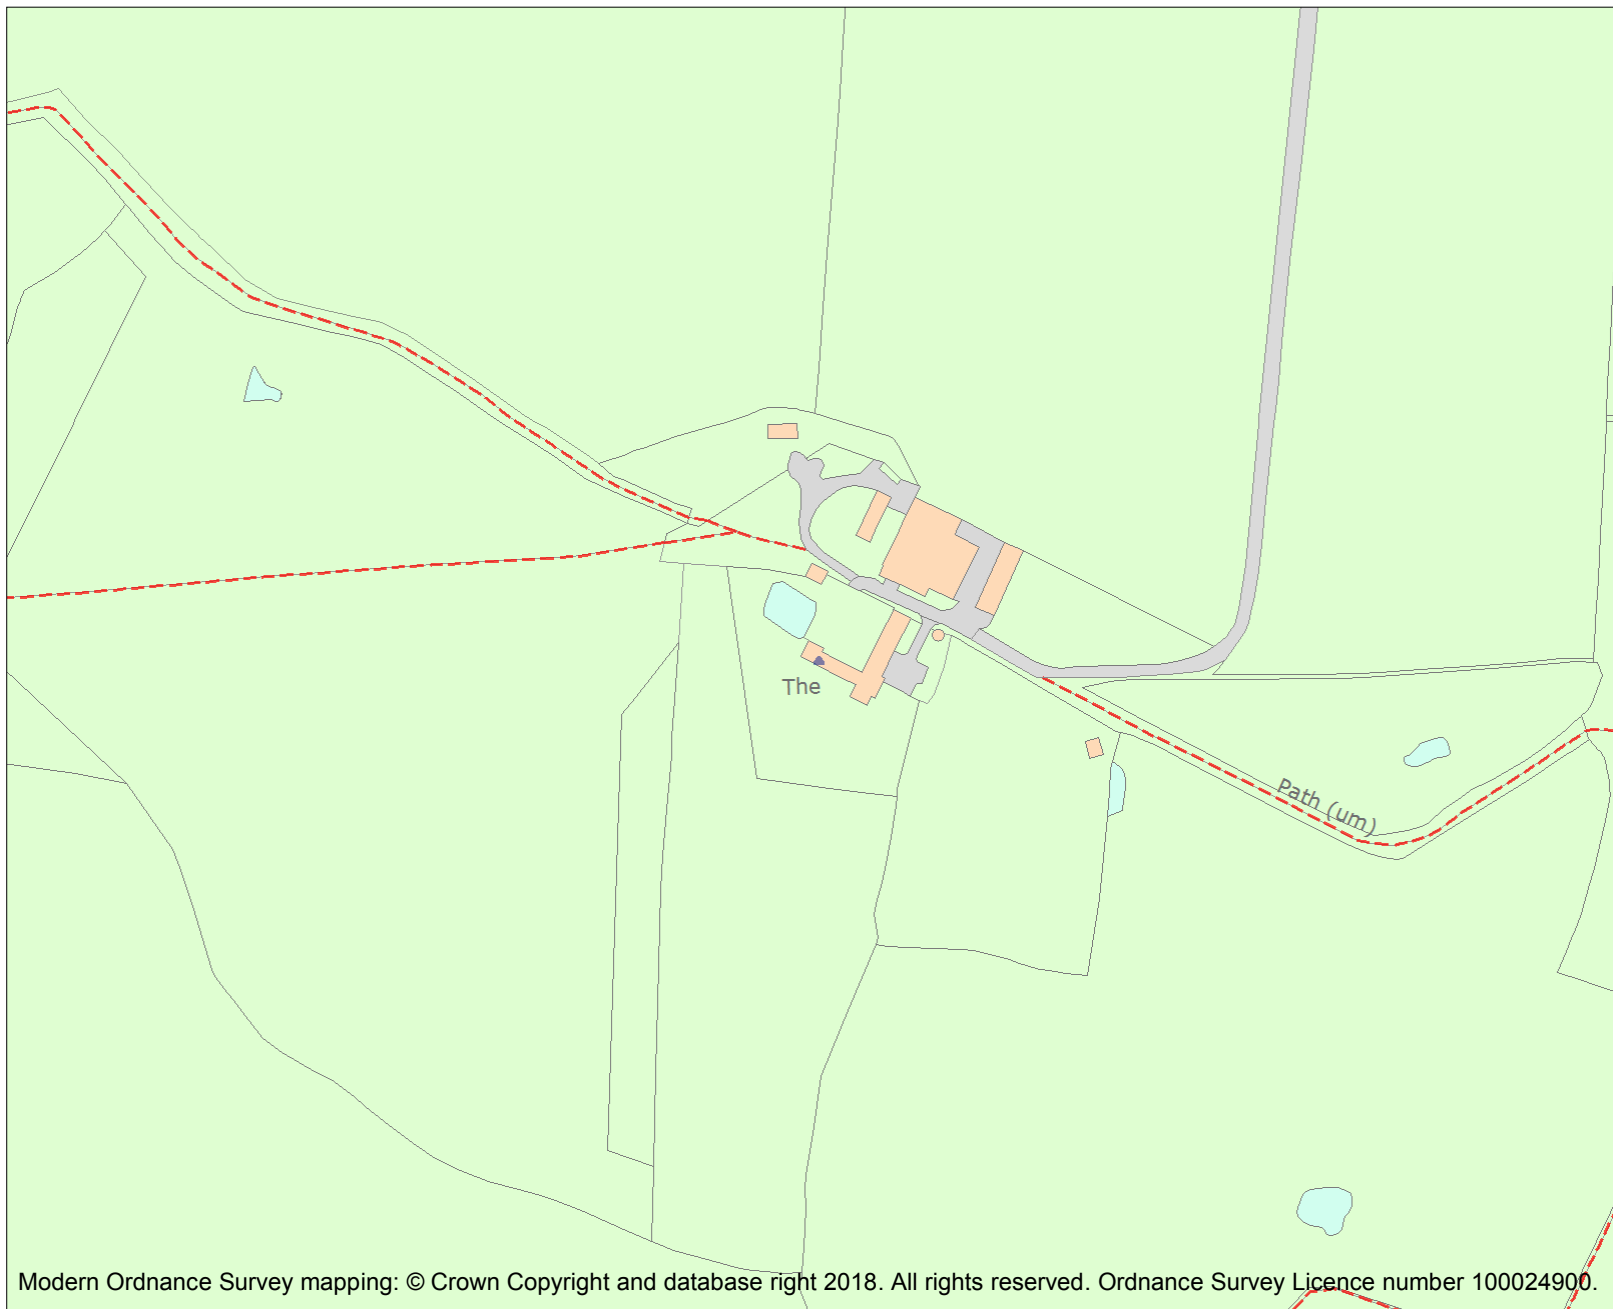 The
Path (um)
Modern Ordnance Survey mapping: © Crown Copyright and database right 2018. All rights reserved. Ordnance Survey Licence number 100024900.